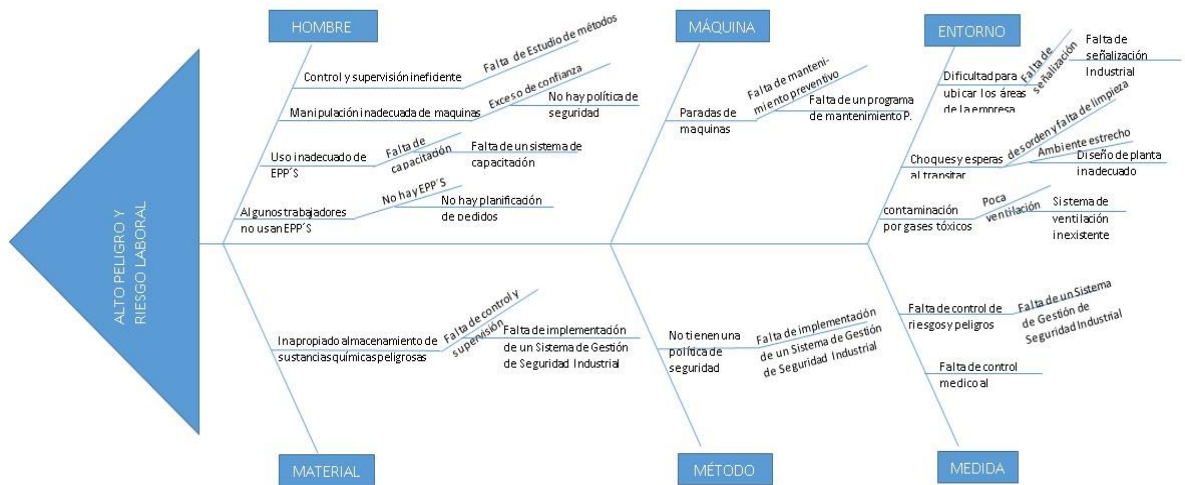 HOMBRE
MÁQUINA
ENTORNO
Control y supervisión ineficiente
Falta de Estudio de métodos
Manipulación inadecuada de maquinas
Exceso de confianza
No hay política de
seguridad
Uso inadecuado de
EPP´S
Falta de
capacitación
Falta de un sistema de
capacitación
Algunos trabajadores
no usan EPP´S
No hay EPP´S
No hay planificación
de pedidos
Paradas de
maquinas
Falta de manteni-
miento preventivo
Falta de un programa
de mantenimiento P.
Dificultad para
ubicar los áreas
de la empresa
Falta de
señalización
Falta de
señalización
Industrial
Choques y esperas
al transitar
desorden y falta de limpieza
Ambiente estrecho
Diseño de planta
inadecuado
contaminación
por gases tóxicos
Poca
ventilación
Sistema de
ventilación
inexistente
ALTO PELIGRO Y
RIESGO LABORAL
Inapropiado almacenamiento de
sustancias químicas peligrosas
Falta de control y
supervisión
Falta de implementación
de un Sistema de Gestión
de Seguridad Industrial
No tienen una
política de
seguridad
Falta de implementación
de un Sistema de Gestión
de Seguridad Industrial
Falta de control de
riesgos y peligros
Falta de un Sistema
de Gestión de
Seguridad Industrial
Falta de control
medico al
MATERIAL
MÉTODO
MEDIDA